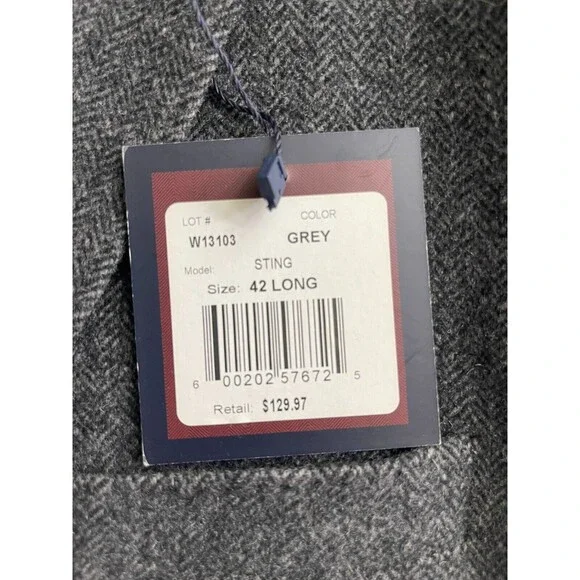 LOT # COLOR
W13103 GREY
Model: STING
Size: 42 LONG
6 00202 57672 5
Retail: $129.97